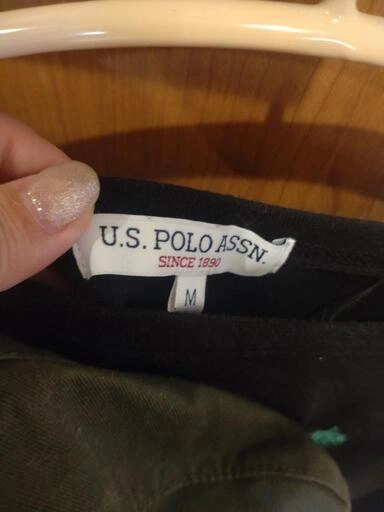 U.S. POLO ASSN.
SINCE 1890
M